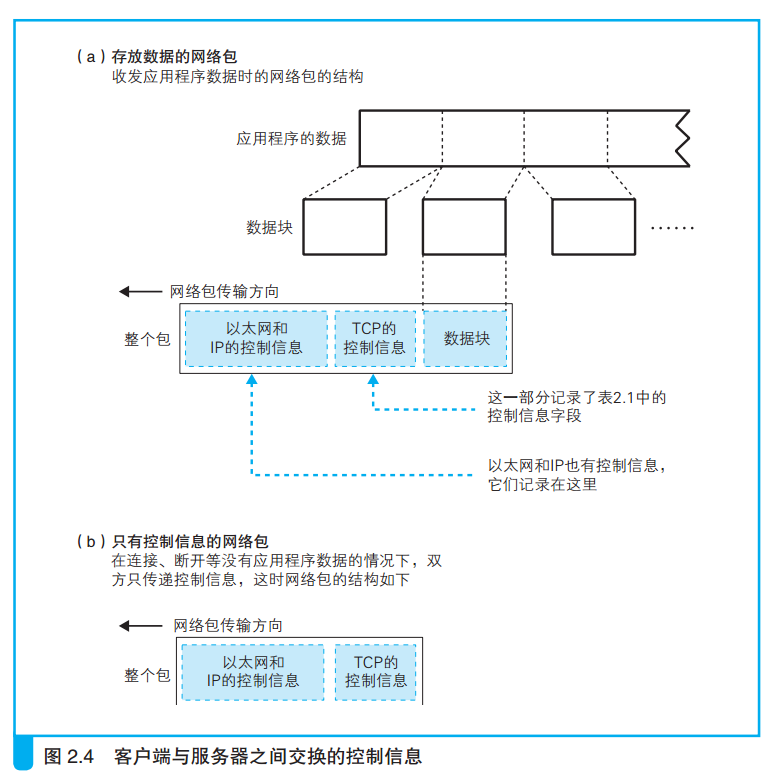 （a）存放数据的网络包
收发应用程序数据时的网络包的结构
应用程序的数据
数据块
……
网络包传输方向
整个包
以太网和
IP的控制信息
TCP的
控制信息
数据块
这一部分记录了表2.1中的
控制信息字段
以太网和IP也有控制信息，
它们记录在这里
（b）只有控制信息的网络包
在连接、断开等没有应用程序数据的情况下，双
方只传递控制信息，这时网络包的结构如下
网络包传输方向
整个包
以太网和
IP的控制信息
TCP的
控制信息
图 2.4 客户端与服务器之间交换的控制信息